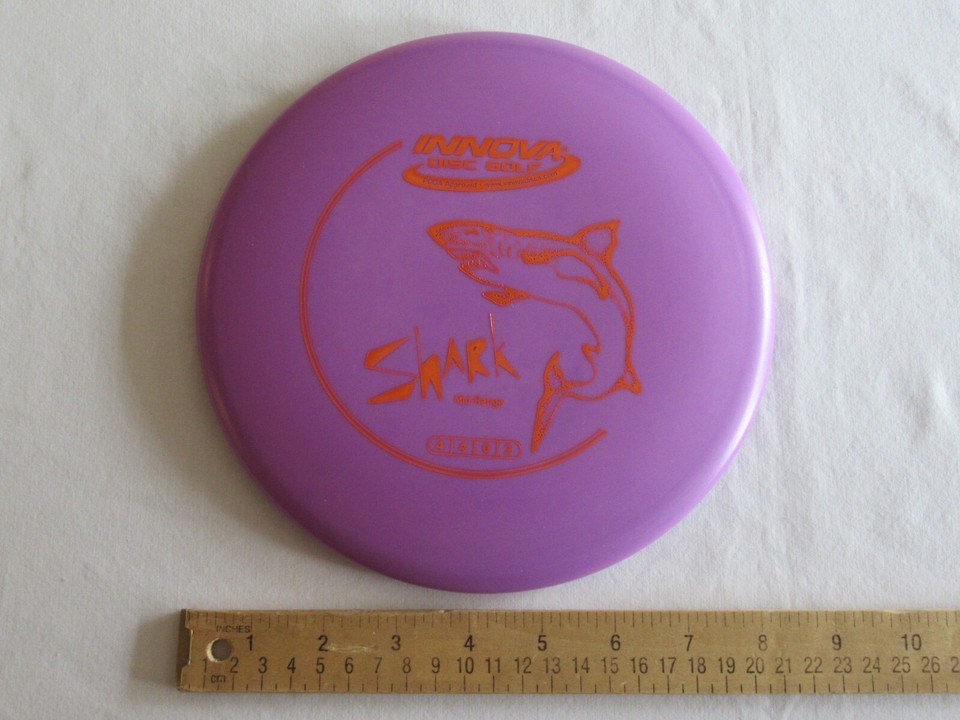 INNOVA
DISC GOLF
SHARK
Mid-Range
INCHES 1 2 3 4 5 6 7 8 9 10
1 2 3 4 5 6 7 8 9 10 11 12 13 14 15 16 17 18 19 20 21 22 23 24 25 26
cm